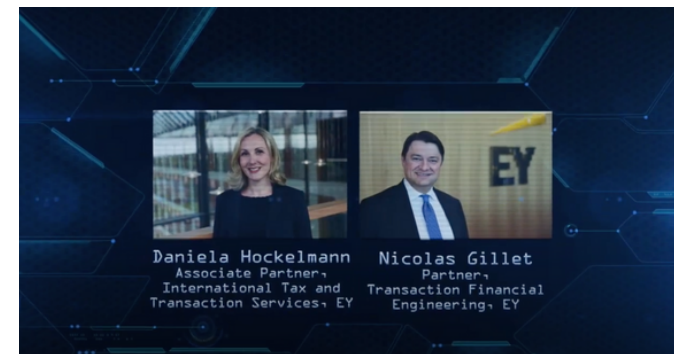 EY
Daniela Hockelmann
Associate Partner,
International Tax and
Transaction Services, EY
Nicolas Gillet
Partner,
Transaction Financial
Engineering, EY